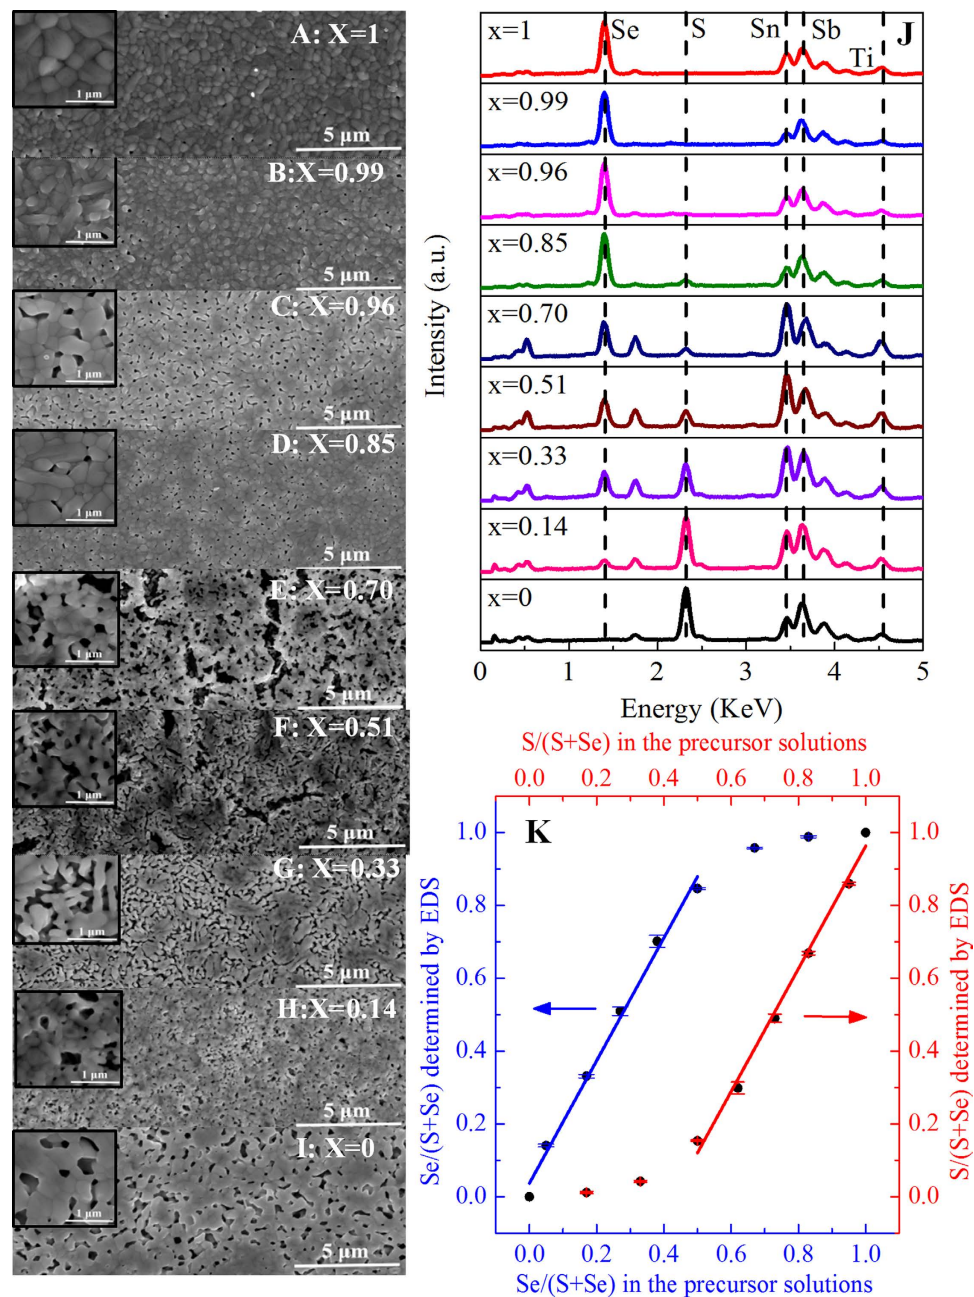 A: X=1
1 μm
5 μm
B:X=0.99
1 μm
5 μm
C: X=0.96
1 μm
5 μm
D: X=0.85
1 μm
5 μm
E: X=0.70
1 μm
5 μm
F: X=0.51
1 μm
5 μm
G: X=0.33
1 μm
5 μm
H:X=0.14
1 μm
5 μm
I: X=0
1 μm
5 μm
J
Se S Sn Sb Ti
x=1
x=0.99
x=0.96
x=0.85
x=0.70
x=0.51
x=0.33
x=0.14
x=0
Intensity (a.u.)
0 1 2 3 4 5
Energy (KeV)
S/(S+Se) in the precursor solutions
0.0 0.2 0.4 0.6 0.8 1.0
K
Se/(S+Se) determined by EDS
1.0
0.8
0.6
0.4
0.2
0.0
S/(S+Se) determined by EDS
1.0
0.8
0.6
0.4
0.2
0.0
0.0 0.2 0.4 0.6 0.8 1.0
Se/(S+Se) in the precursor solutions